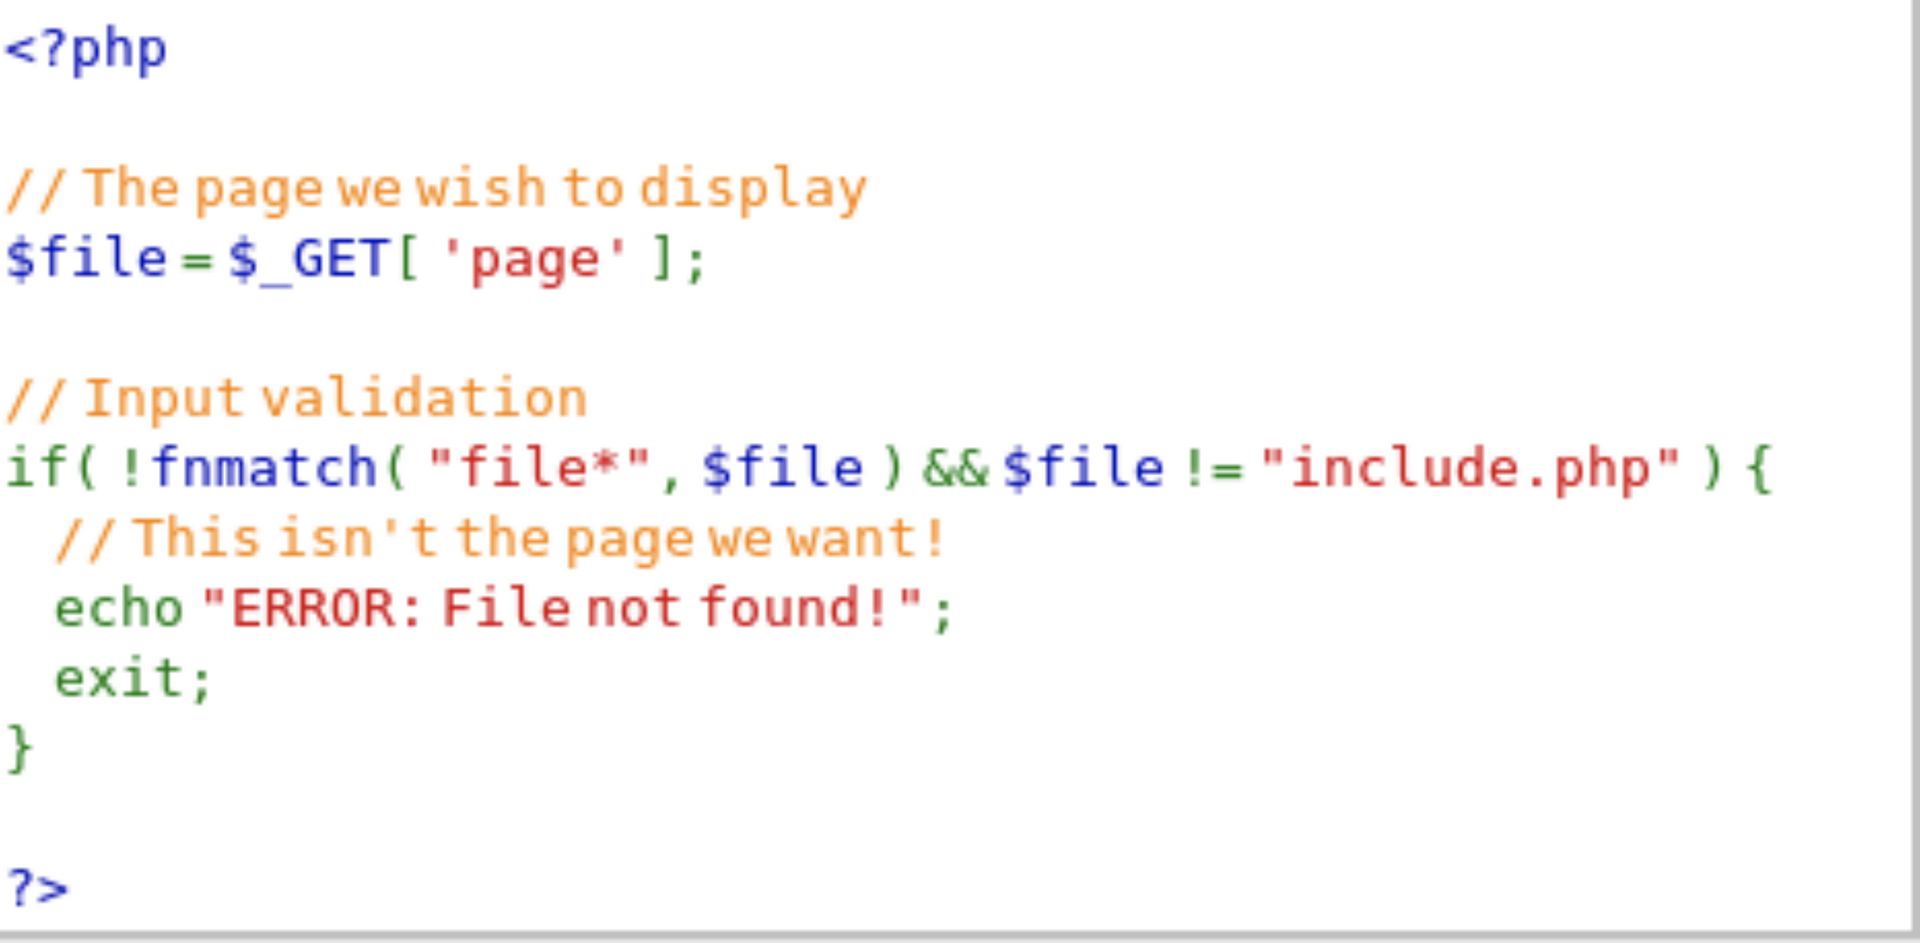 <?php
// The page we wish to display
$file = $_GET[ 'page' ];
// Input validation
if( !fnmatch( "file*", $file ) && $file != "include.php" ) {
// This isn't the page we want!
echo "ERROR: File not found!";
exit;
}
?>